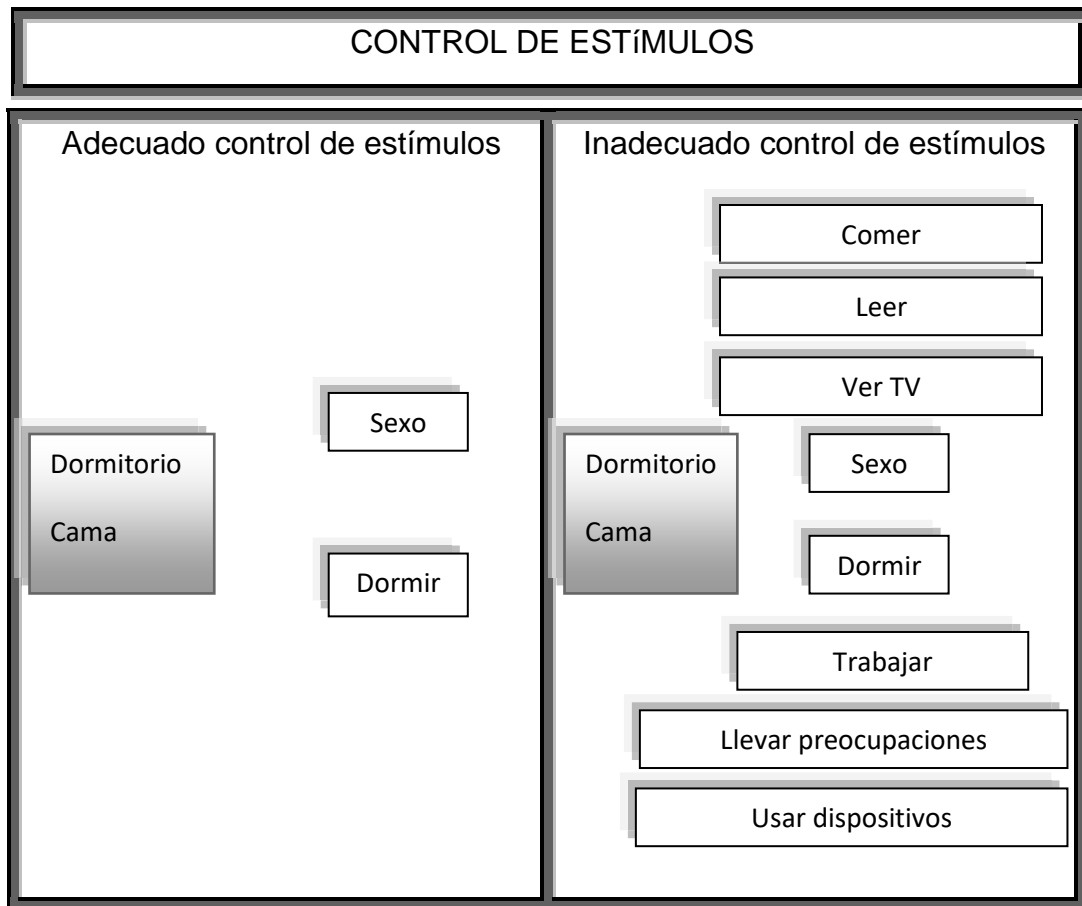 CONTROL DE ESTíMULOS
Adecuado control de estímulos
Sexo
Dormitorio
Cama
Dormir
Inadecuado control de estímulos
Comer
Leer
Ver TV
Dormitorio
Cama
Sexo
Dormir
Trabajar
Llevar preocupaciones
Usar dispositivos